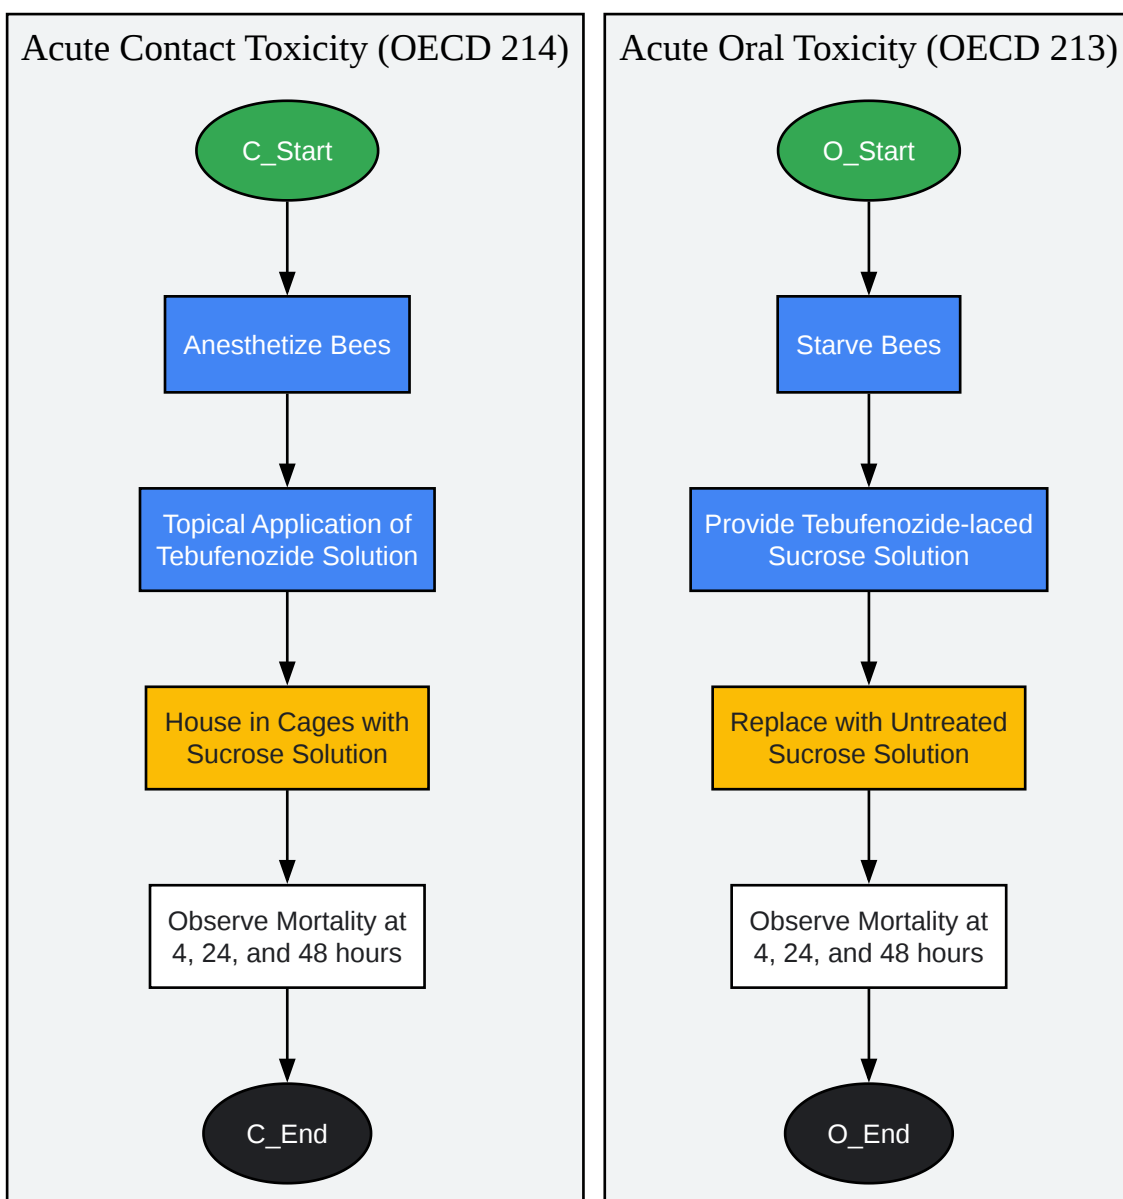 Acute Contact Toxicity (OECD 214)
C_Start
Anesthetize Bees
Topical Application of
Tebufenozide Solution
House in Cages with
Sucrose Solution
Observe Mortality at
4, 24, and 48 hours
C_End
Acute Oral Toxicity (OECD 213)
O_Start
Starve Bees
Provide Tebufenozide-laced
Sucrose Solution
Replace with Untreated
Sucrose Solution
Observe Mortality at
4, 24, and 48 hours
O_End